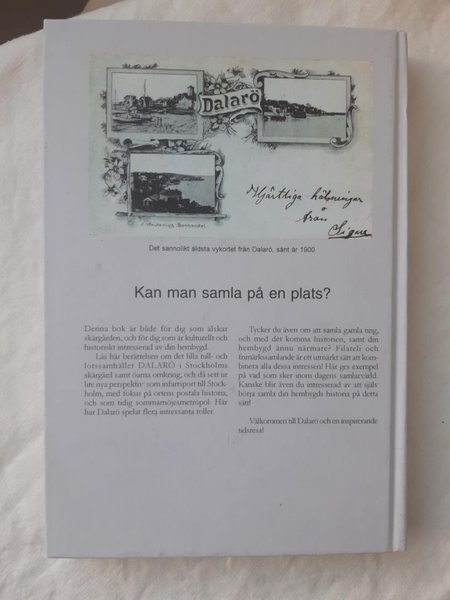 Dalarö
Hjärtliga hälsningar
från
Signe
Det sannolikt äldsta vykortet från Dalarö, sänt år 1900
Kan man samla på en plats?
Denna bok är både för dig som älskar
skärgården, och för dig som är kulturellt och
historiskt intresserad av din hembygd.
Läs här berättelsen om det lilla tull- och
lotssamhället DALARÖ i Stockholms
skärgård samt öarna omkring, och då sett ur
lite nya perspektiv som infartsport till Stock-
holm, med fokus på ortens postala historia,
och som tidig sommarnöjesmetropol. Här
har Dalarö spelat flera intressanta roller.
Tycker du även om att samla gamla ting,
och med det komma historien, samt din
hembygd ännu närmare? Filateli och
frimärkssamlande är ett utmärkt sätt att kom-
binera alla dessa intressen! Här ges exempel
på vad som sker inom dagens samlarvärld.
Kanske blir även du intresserad av att själv
börja samla din hembygds historia på detta
sätt!
Välkommen till Dalarö och en inspirerande
tidsresa!